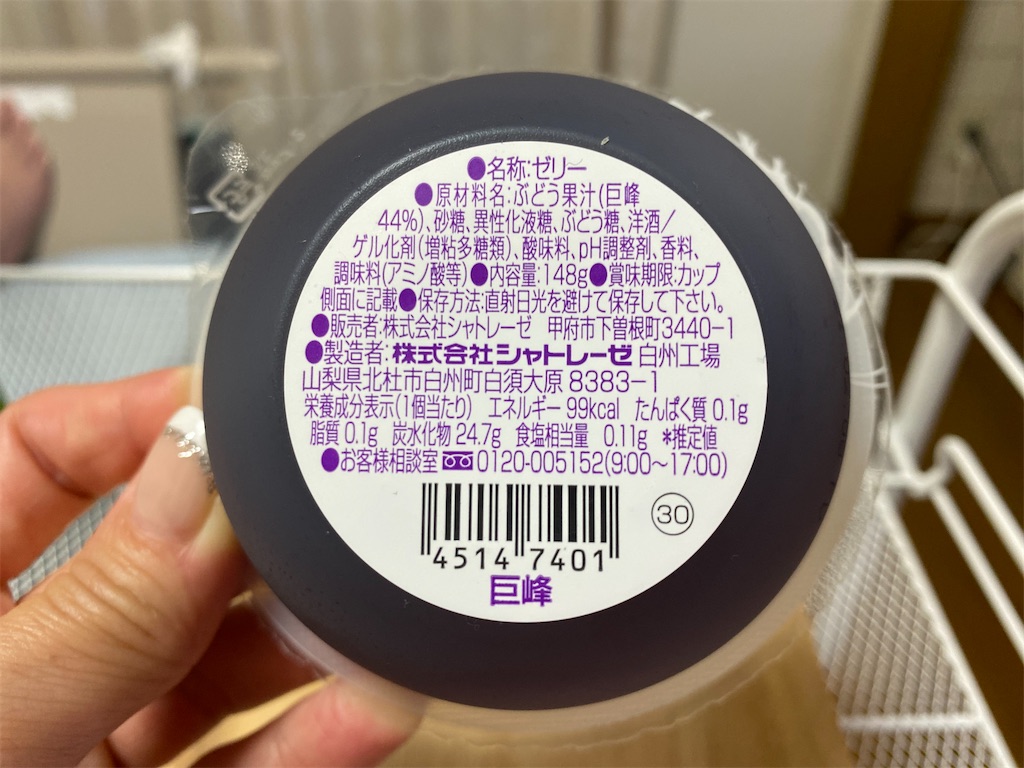 ●名称:ゼリー
●原材料名:ぶどう果汁(巨峰
44%)、砂糖、異性化液糖、ぶどう糖、洋酒/
ゲル化剤(増粘多糖類)、酸味料、pH調整剤、香料、
調味料(アミノ酸等)●内容量:148g●賞味期限:カップ
側面に記載●保存方法:直射日光を避けて保存して下さい。
●販売者:株式会社シャトレーゼ 甲府市下曽根町3440-1
●製造者:株式会社シャトレーゼ 白州工場
山梨県北杜市白州町白須大原 8383-1
栄養成分表示(1個当たり) エネルギー 99kcal たんぱく質 0.1g
脂質 0.1g 炭水化物 24.7g 食塩相当量 0.11g *推定値
●お客様相談室 0120-005152(9:00〜17:00)
30
4514 7401
巨峰